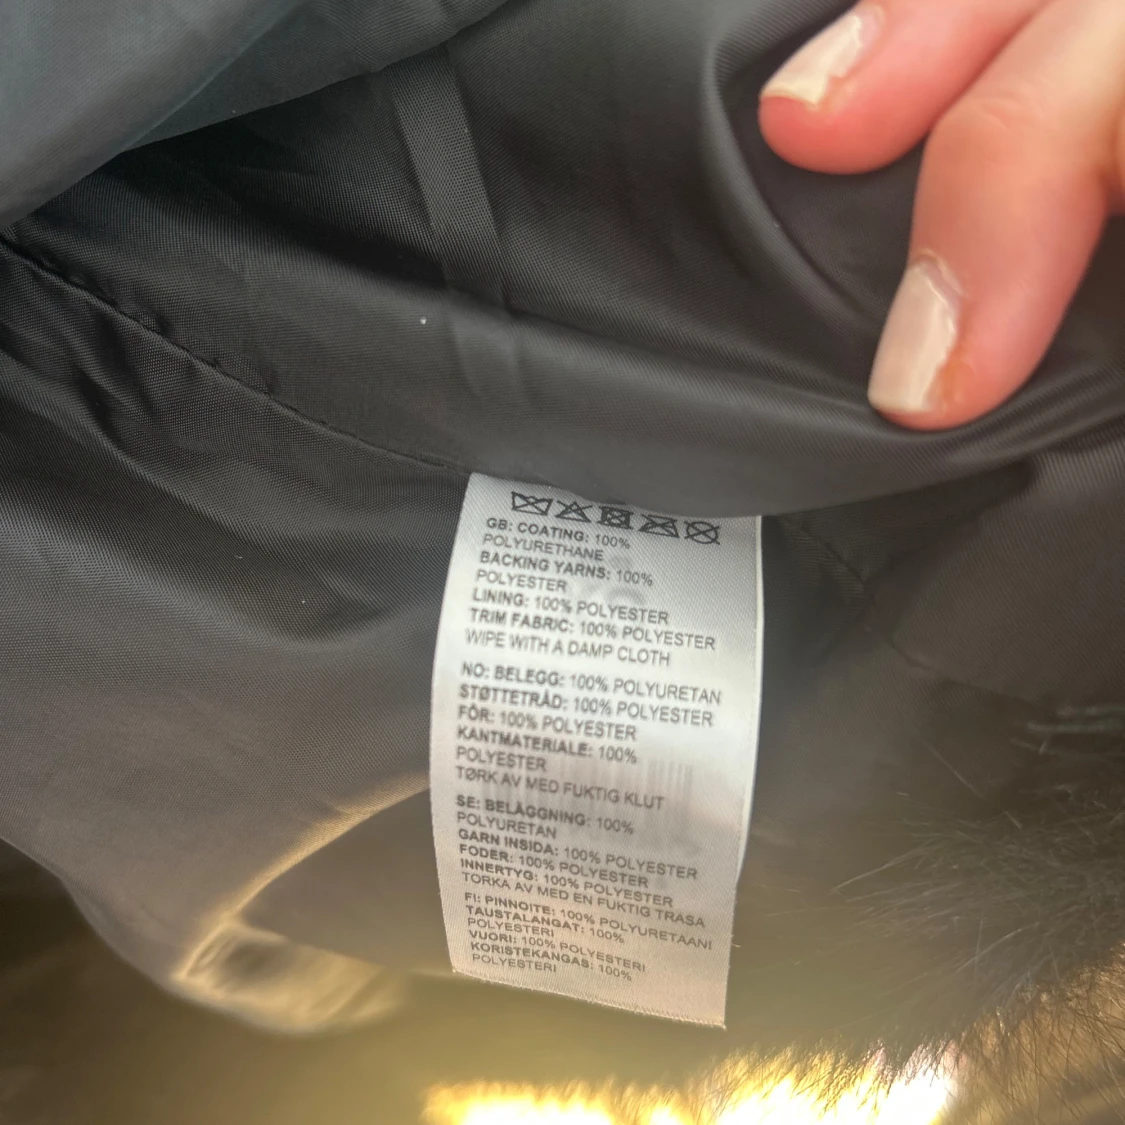 GB: COATING: 100%
POLYURETHANE
BACKING YARNS: 100%
POLYESTER
LINING: 100% POLYESTER
TRIM FABRIC: 100% POLYESTER
WIPE WITH A DAMP CLOTH
NO: BELEGG: 100% POLYURETAN
STØTTETRÅD: 100% POLYESTER
FÔR: 100% POLYESTER
KANTMATERIALE: 100%
POLYESTER
TØRK AV MED FUKTIG KLUT
SE: BELÄGGNING: 100%
POLYURETAN
GARN INSIDA: 100% POLYESTER
FODER: 100% POLYESTER
INNERTYG: 100% POLYESTER
TORKA AV MED EN FUKTIG TRASA
FI: PINNOITE: 100% POLYURETAANI
TAUSTALANGAT: 100%
POLYESTERI
VUORI: 100% POLYESTERI
KORISTEKANGAS: 100%
POLYESTERI